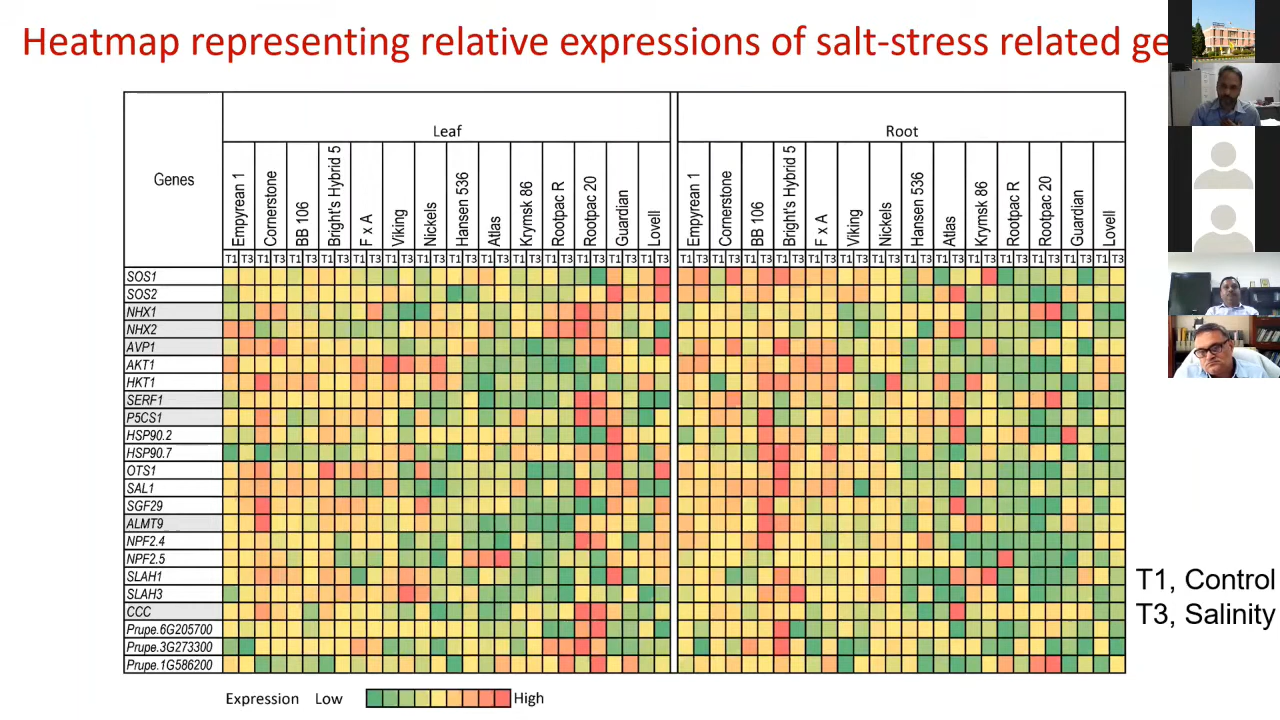 Heatmap representing relative expressions of salt-stress related ge
Genes
Leaf
Root
Empyrean 1 Cornerstone BB 106 Bright's Hybrid 5 F x A Viking Nickels Hansen 536 Atlas Krymsk 86 Rootpac R Rootpac 20 Guardian Lovell Empyrean 1 Cornerstone BB 106 Bright's Hybrid 5 F x A Viking Nickels Hansen 536 Atlas Krymsk 86 Rootpac R Rootpac 20 Guardian Lovell
T1 T3 T1 T3 T1 T3 T1 T3 T1 T3 T1 T3 T1 T3 T1 T3 T1 T3 T1 T3 T1 T3 T1 T3 T1 T3 T1 T3 T1 T3 T1 T3 T1 T3 T1 T3 T1 T3 T1 T3 T1 T3 T1 T3 T1 T3 T1 T3 T1 T3 T1 T3 T1 T3 T1 T3
SOS1
SOS2
NHX1
NHX2
AVP1
AKT1
HKT1
SERF1
P5CS1
HSP90.2
HSP90.7
OTS1
SAL1
SGF29
ALMT9
NPF2.4
NPF2.5
SLAH1
SLAH3
CCC
Prupe.6G205700
Prupe.3G273300
Prupe.1G586200
T1, Control
T3, Salinity
Expression Low High